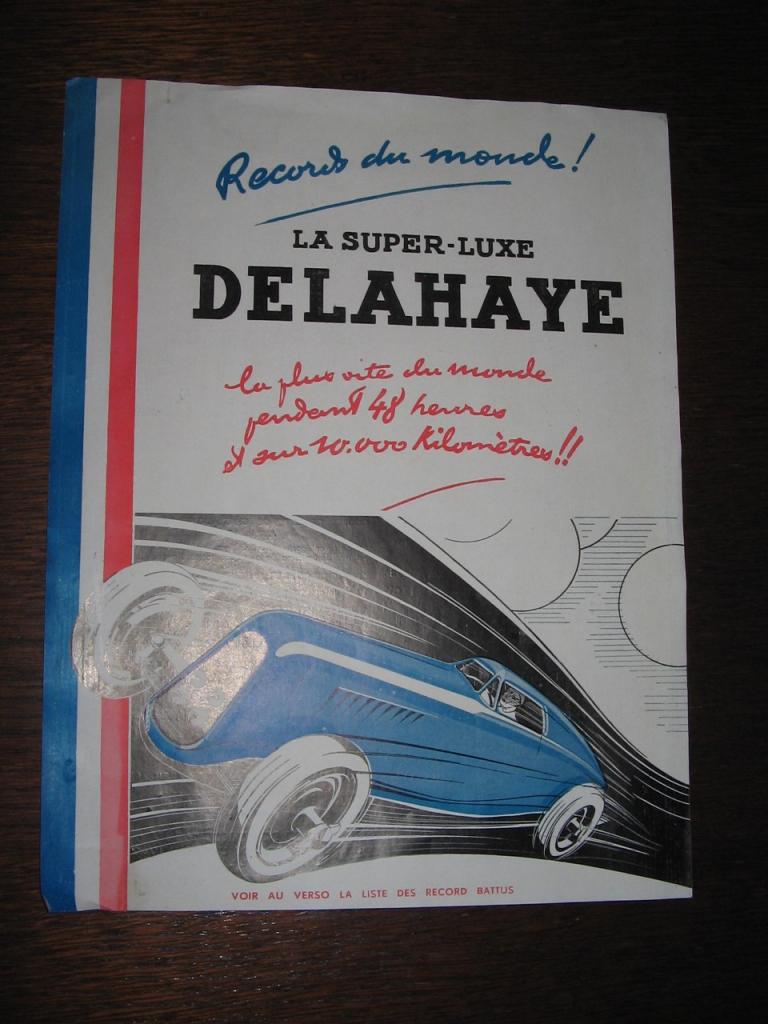 Records du monde!
LA SUPER-LUXE
DELAHAYE
la plus vite du monde
pendant 48 heures
et sur 10.000 Kilomètres!!
VOIR AU VERSO LA LISTE DES RECORD BATTUS